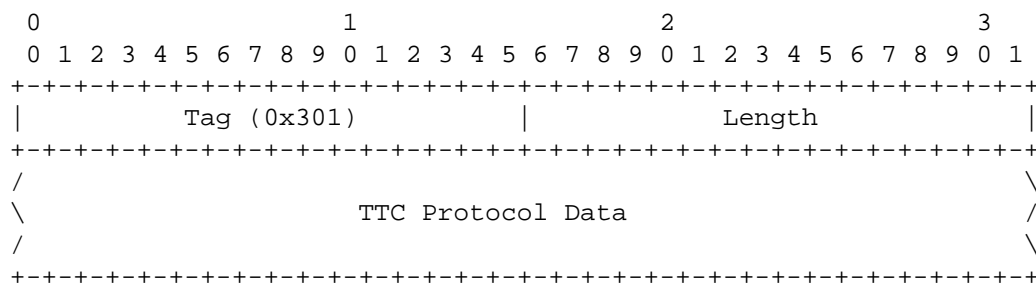 0                   1                   2                   3
 0 1 2 3 4 5 6 7 8 9 0 1 2 3 4 5 6 7 8 9 0 1 2 3 4 5 6 7 8 9 0 1
+-+-+-+-+-+-+-+-+-+-+-+-+-+-+-+-+-+-+-+-+-+-+-+-+-+-+-+-+-+-+-+-+
|          Tag (0x301)          |            Length             |
+-+-+-+-+-+-+-+-+-+-+-+-+-+-+-+-+-+-+-+-+-+-+-+-+-+-+-+-+-+-+-+-+
/                                                               \
\                     TTC Protocol Data                         /
/                                                               \
+-+-+-+-+-+-+-+-+-+-+-+-+-+-+-+-+-+-+-+-+-+-+-+-+-+-+-+-+-+-+-+-+